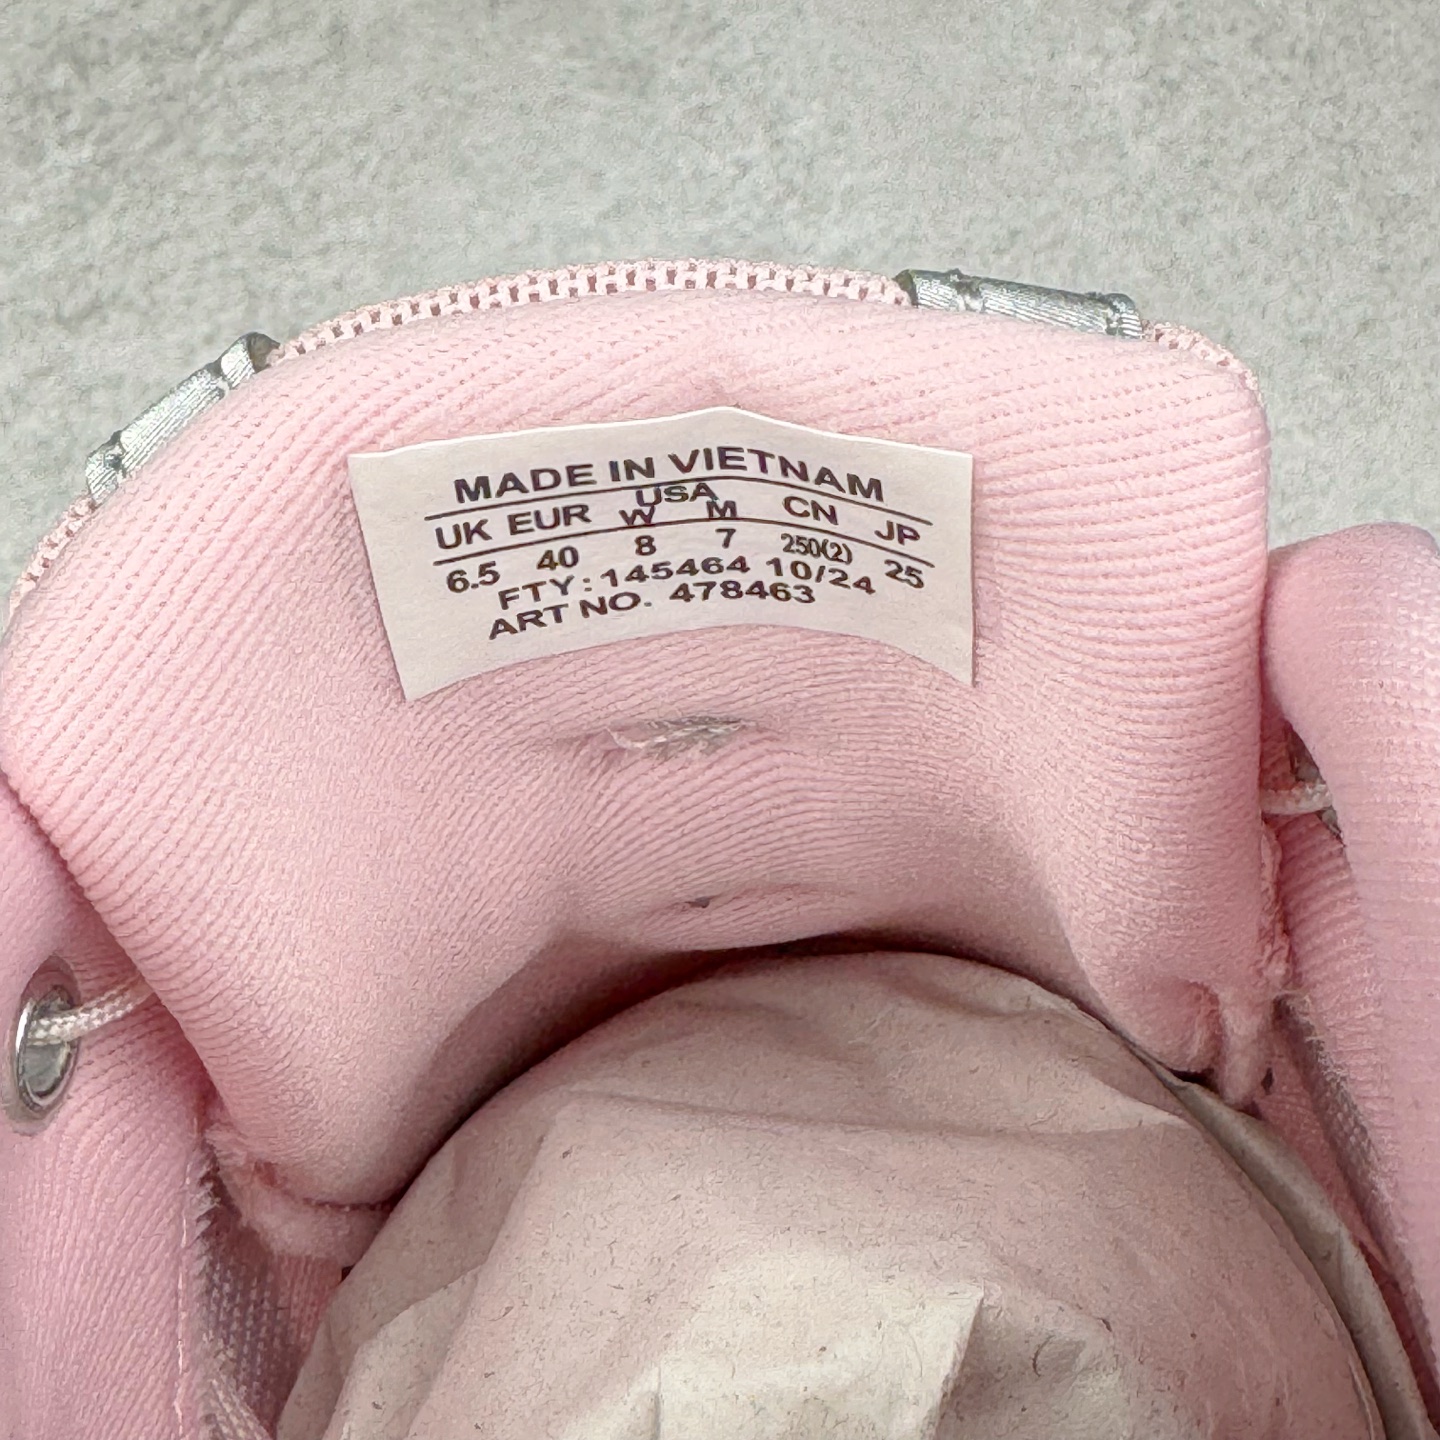 MADE IN VIETNAM
USA
UK EUR W M CN JP
6.5 40 8 7 250(2) 25
FTY: 145464 10/24
ART NO. 478463